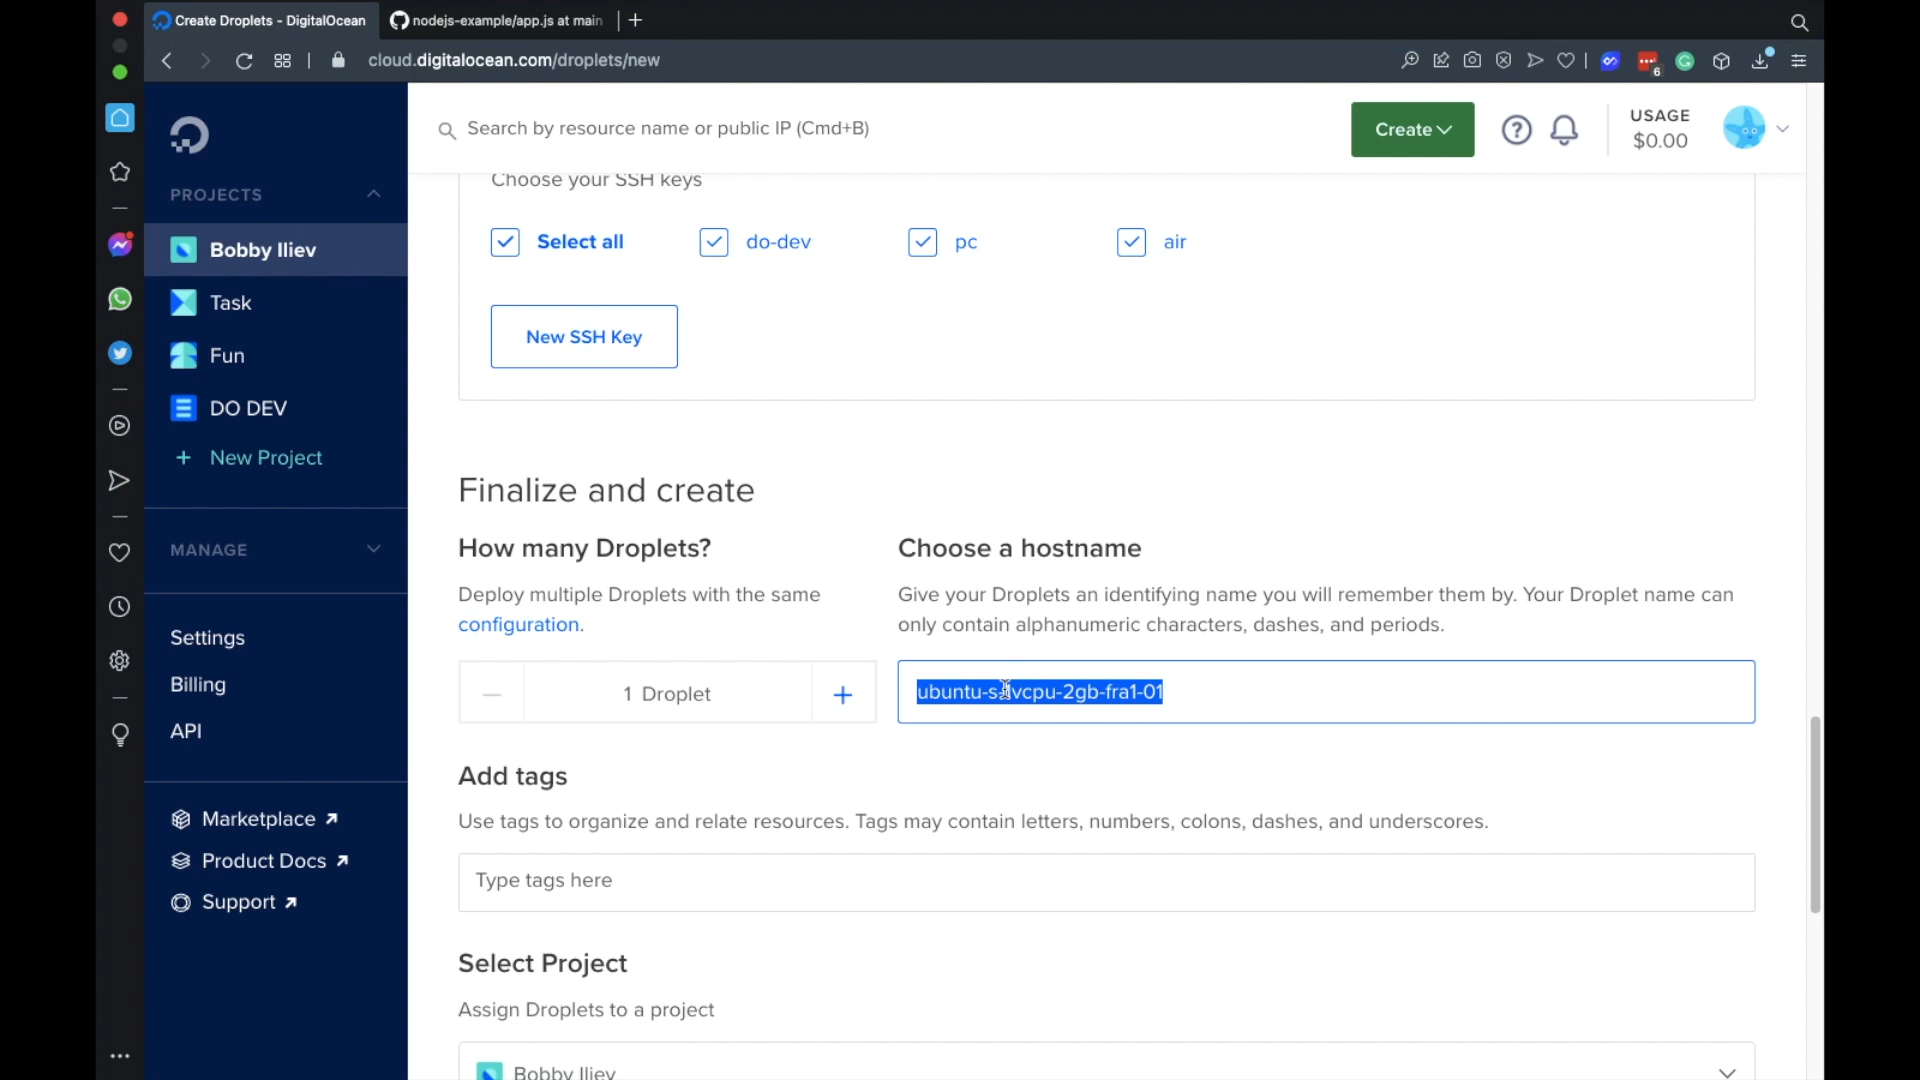 Create Droplets - DigitalOcean
nodejs-example/app.js at main
cloud.digitalocean.com/droplets/new
6
Search by resource name or public IP (Cmd+B)
Create
USAGE
$0.00
PROJECTS
Bobby Iliev
Task
Fun
DO DEV
+ New Project
MANAGE
Settings
Billing
API
Marketplace
Product Docs
Support
Choose your SSH keys
Select all
do-dev
pc
air
New SSH Key
Finalize and create
How many Droplets?
Deploy multiple Droplets with the same
configuration.
1 Droplet
Choose a hostname
Give your Droplets an identifying name you will remember them by. Your Droplet name can
only contain alphanumeric characters, dashes, and periods.
ubuntu-s-1vcpu-2gb-fra1-01
Add tags
Use tags to organize and relate resources. Tags may contain letters, numbers, colons, dashes, and underscores.
Type tags here
Select Project
Assign Droplets to a project
Bobby Iliev